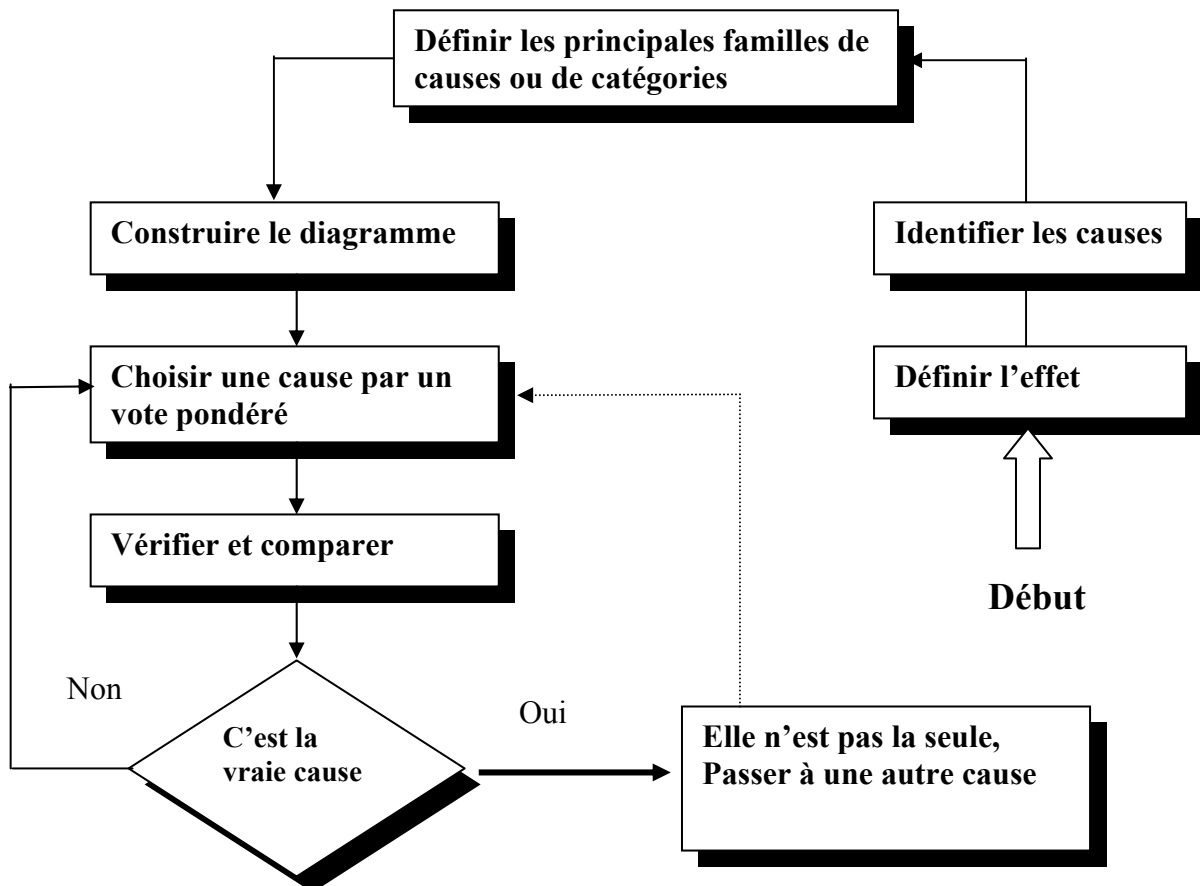 Définir les principales familles de
causes ou de catégories
Construire le diagramme
Identifier les causes
Choisir une cause par un
vote pondéré
Définir l’effet
Vérifier et comparer
Début
Non
Oui
C’est la
vraie cause
Elle n’est pas la seule,
Passer à une autre cause